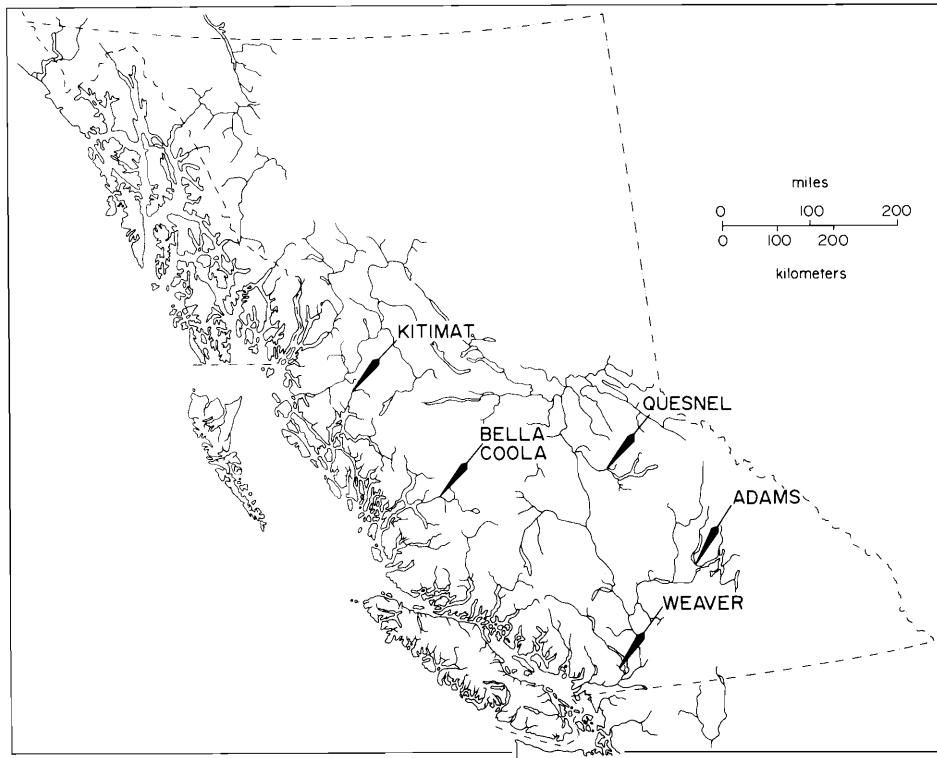 miles
0 100 200
0 100 200
kilometers
KITIMAT
QUESNEL
BELLA
COOLA
ADAMS
WEAVER